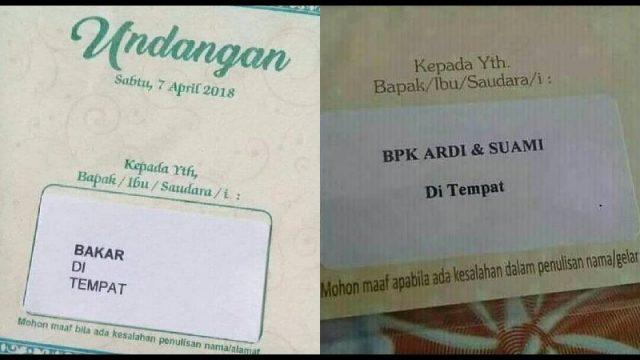 Undangan
Sabtu, 7 April 2018
Kepada Yth,
Bapak / Ibu / Saudara / i. :
BAKAR
DI
TEMPAT
Mohon maaf bila ada kesalahan penulisan nama/alamat
Kepada Yth.
Bapak/Ibu/Saudara/i :
BPK ARDI & SUAMI
Di Tempat
Mohon maaf apabila ada kesalahan dalam penulisan nama/gelar